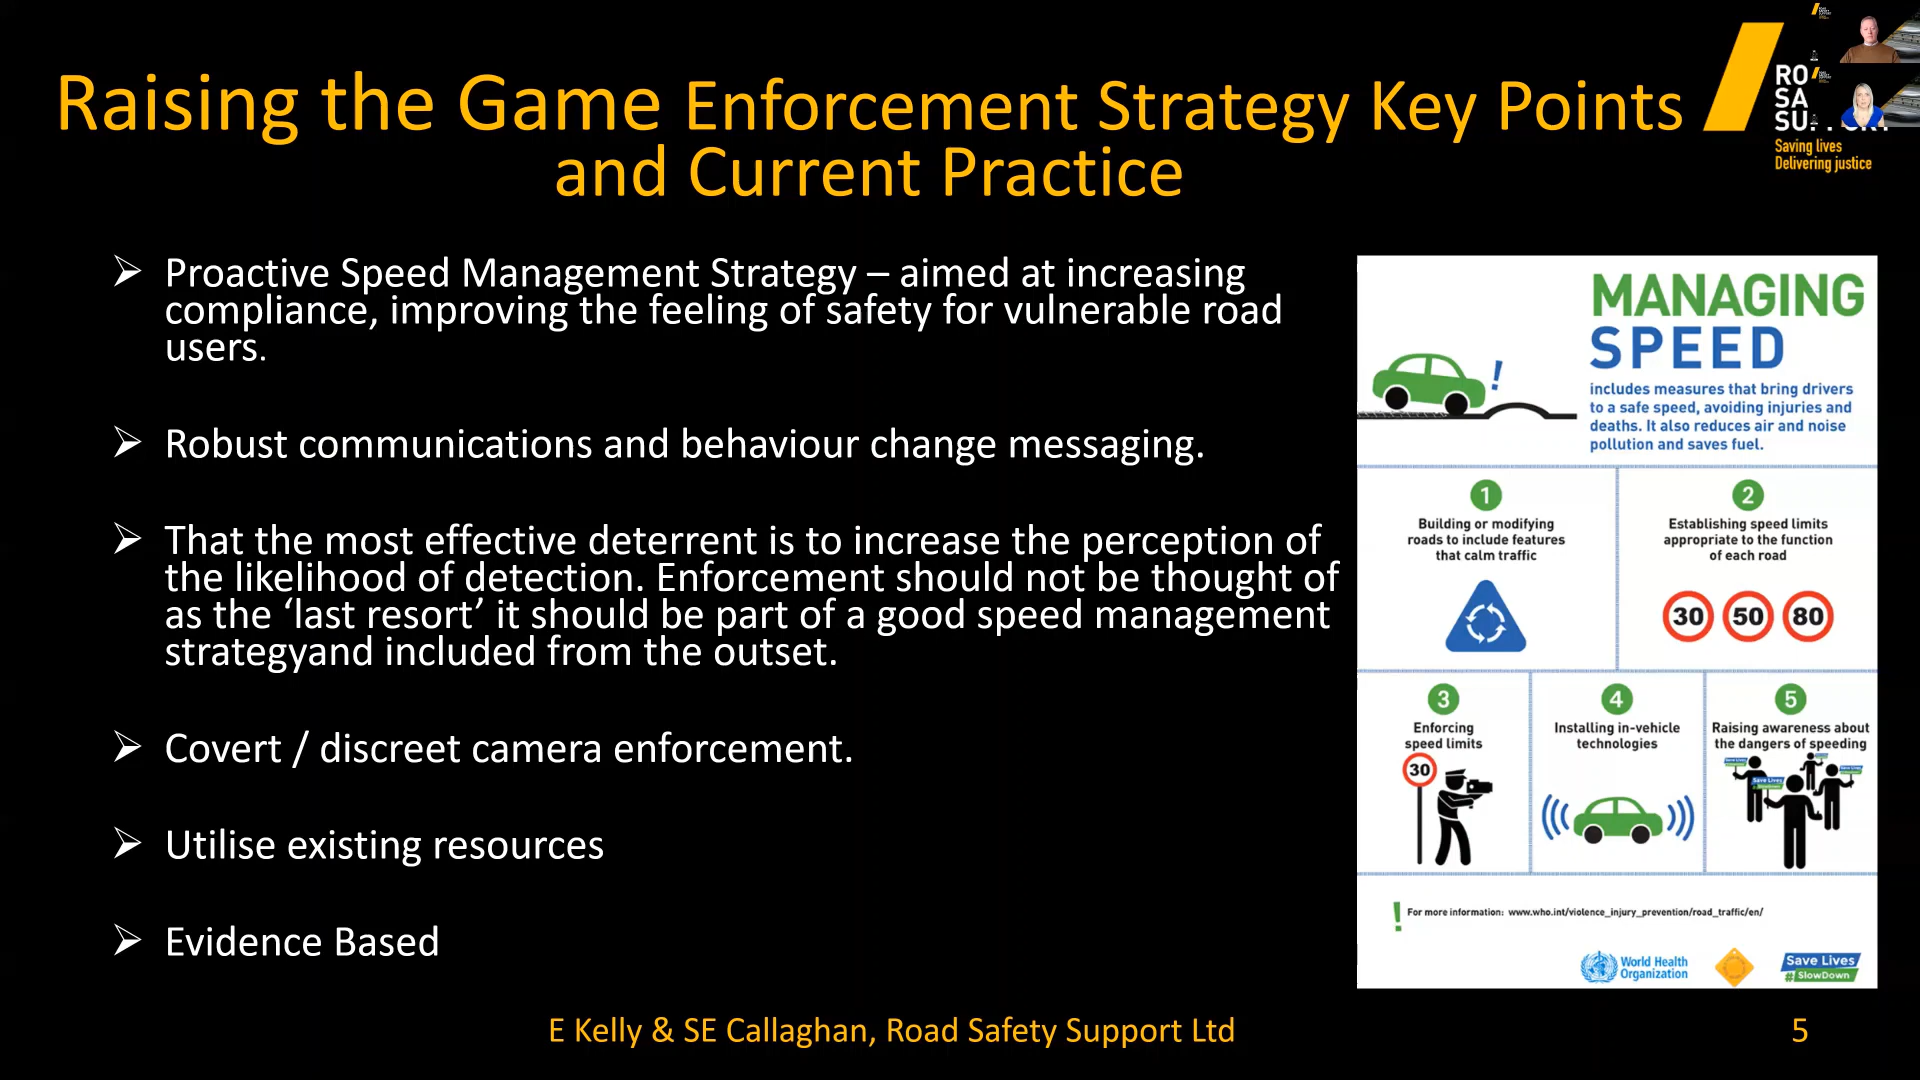 Raising the Game Enforcement Strategy Key Points
and Current Practice
RO
SA
SUPPORT
Saving lives
Delivering justice
➢ Proactive Speed Management Strategy – aimed at increasing
compliance, improving the feeling of safety for vulnerable road
users.
➢ Robust communications and behaviour change messaging.
➢ That the most effective deterrent is to increase the perception of
the likelihood of detection. Enforcement should not be thought of
as the ‘last resort’ it should be part of a good speed management
strategyand included from the outset.
➢ Covert / discreet camera enforcement.
➢ Utilise existing resources
➢ Evidence Based
MANAGING
SPEED
includes measures that bring drivers
to a safe speed, avoiding injuries and
deaths. It also reduces air and noise
pollution and saves fuel.
!
1
Building or modifying
roads to include features
that calm traffic
2
Establishing speed limits
appropriate to the function
of each road
30 50 80
3
Enforcing
speed limits
30
4
Installing in-vehicle
technologies
5
Raising awareness about
the dangers of speeding
Save Lives
Save Lives
Save Lives
! For more information: www.who.int/violence_injury_prevention/road_traffic/en/
World Health
Organization
Save Lives
#SlowDown
E Kelly & SE Callaghan, Road Safety Support Ltd
5